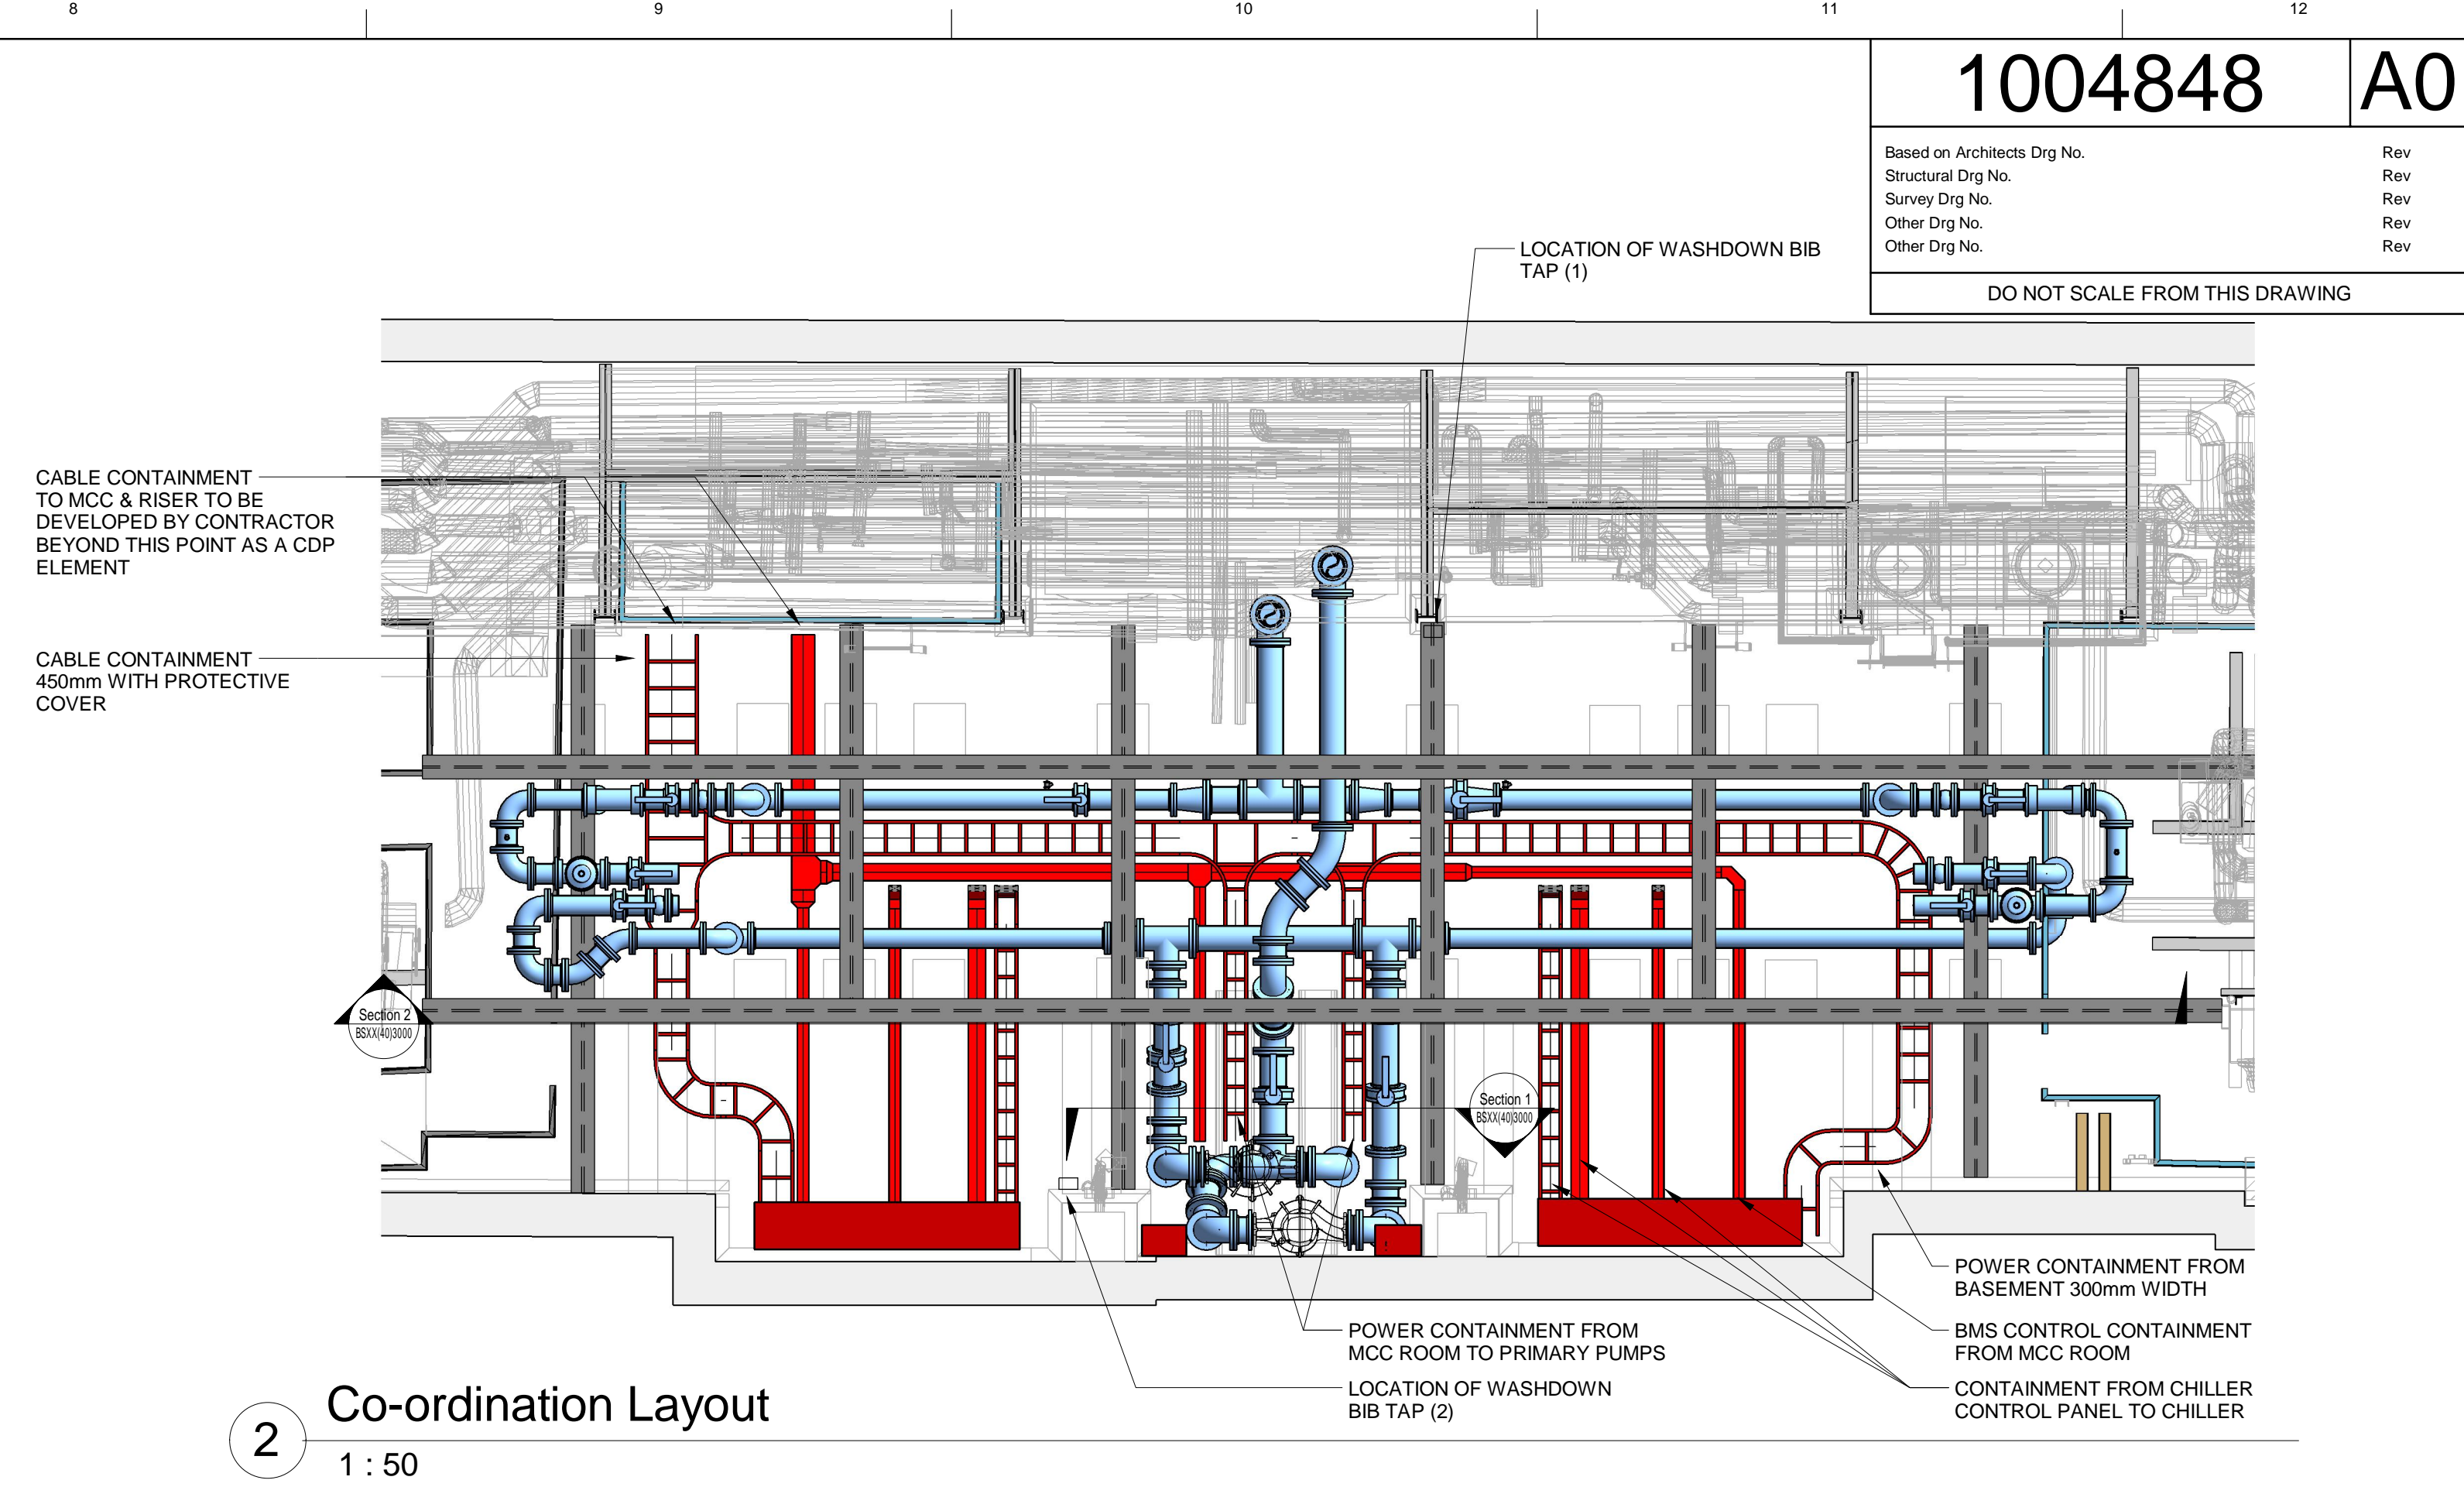 8
9
10
11
12
1004848
A0
Based on Architects Drg No. Rev
Structural Drg No. Rev
Survey Drg No. Rev
Other Drg No. Rev
Other Drg No. Rev
DO NOT SCALE FROM THIS DRAWING
LOCATION OF WASHDOWN BIB
TAP (1)
CABLE CONTAINMENT
TO MCC & RISER TO BE
DEVELOPED BY CONTRACTOR
BEYOND THIS POINT AS A CDP
ELEMENT
CABLE CONTAINMENT
450mm WITH PROTECTIVE
COVER
Section 2
BSXX(40)3000
Section 1
BSXX(40)3000
POWER CONTAINMENT FROM
BASEMENT 300mm WIDTH
POWER CONTAINMENT FROM
MCC ROOM TO PRIMARY PUMPS
BMS CONTROL CONTAINMENT
FROM MCC ROOM
LOCATION OF WASHDOWN
BIB TAP (2)
CONTAINMENT FROM CHILLER
CONTROL PANEL TO CHILLER
2
Co-ordination Layout
1 : 50